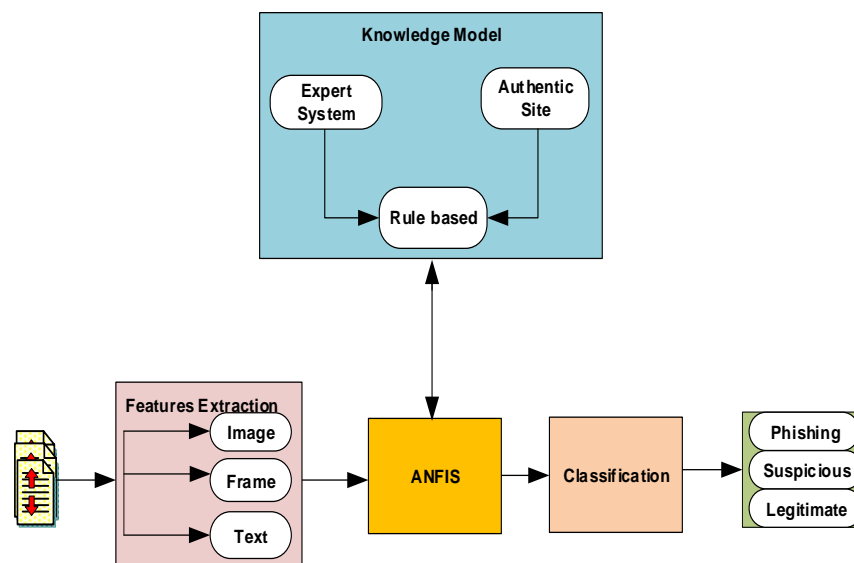 Knowledge Model
Expert
System
Authentic
Site
Rule based
Features Extraction
Image
Frame
Text
ANFIS
Classification
Phishing
Suspicious
Legitimate